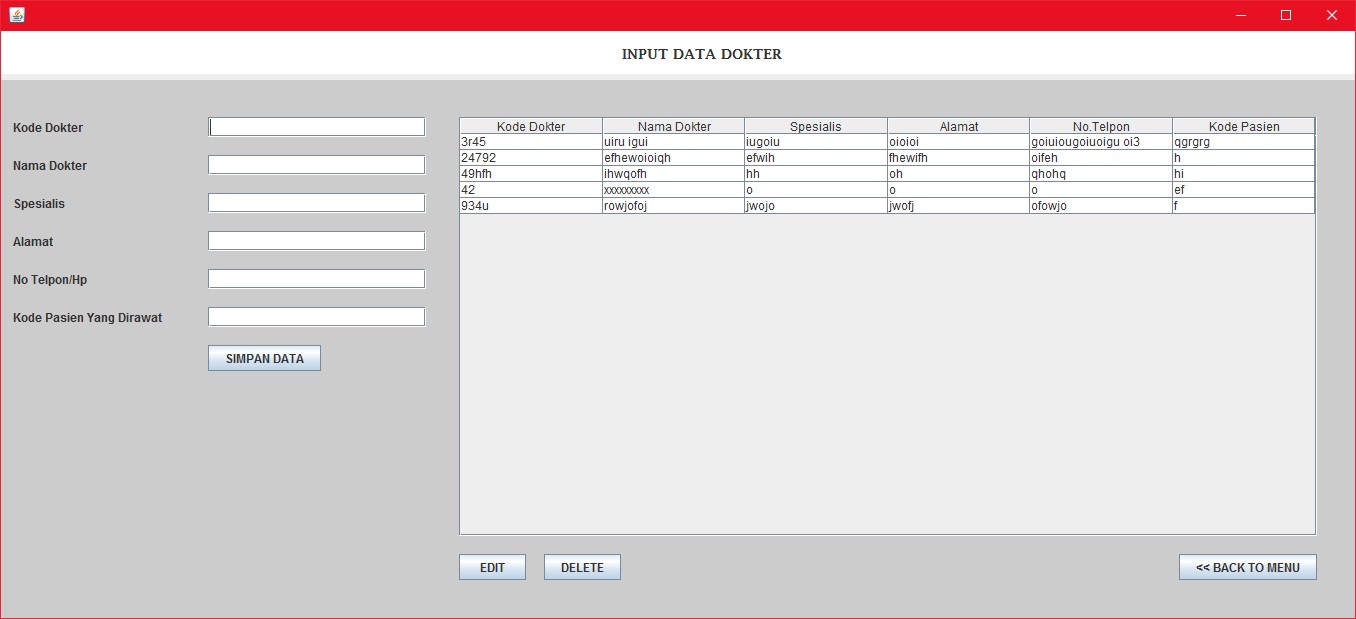 INPUT DATA DOKTER
Kode Dokter
Nama Dokter
Spesialis
Alamat
No Telpon/Hp
Kode Pasien Yang Dirawat
SIMPAN DATA
Kode Dokter Nama Dokter Spesialis Alamat No.Telpon Kode Pasien
3r45 uiru igui iugoiu oioioi goiuiougoiuoigu oi3 qgrgrg
24792 efhewoioiqh efwih fhewifh oifeh h
49hfh ihwqofh hh oh qhohq hi
42 xxxxxxxxx o o o ef
934u rowjofoj jwojo jwofj ofowjo f
EDIT DELETE << BACK TO MENU